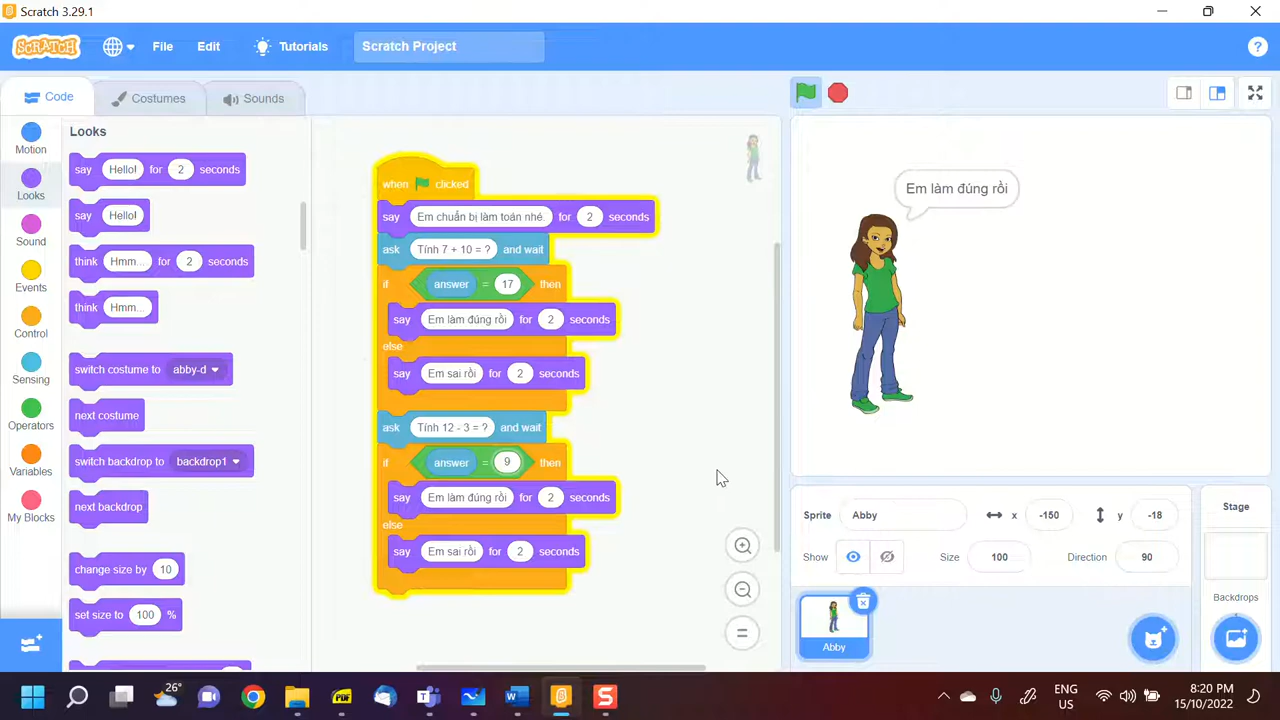 Scratch 3.29.1
SCRATCH
File Edit Tutorials Scratch Project ?
Code Costumes Sounds
Motion
Looks
Sound
Events
Control
Sensing
Operators
Variables
My Blocks
Looks
say Hello! for 2 seconds
say Hello!
think Hmm... for 2 seconds
think Hmm...
switch costume to abby-d
next costume
switch backdrop to backdrop1
next backdrop
change size by 10
set size to 100 %
when clicked
say Em chuẩn bị làm toán nhé for 2 seconds
ask Tính 7 + 10 = ? and wait
if answer = 17 then
say Em làm đúng rồi for 2 seconds
else
say Em sai rồi for 2 seconds
ask Tính 12 - 3 = ? and wait
if answer = 9 then
say Em làm đúng rồi for 2 seconds
else
say Em sai rồi for 2 seconds
Em làm đúng rồi
Sprite Abby x -150 y -18
Show Size 100 Direction 90
Abby
Stage
Backdrops
1
26°
PDF
ENG
US
8:20 PM
15/10/2022